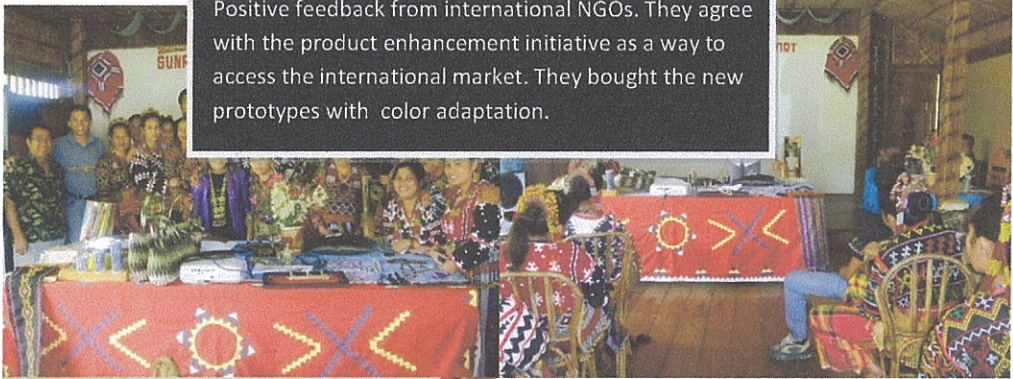 Positive feedback from international NGOs. They agree
with the product enhancement initiative as a way to
access the international market. They bought the new
prototypes with color adaptation.